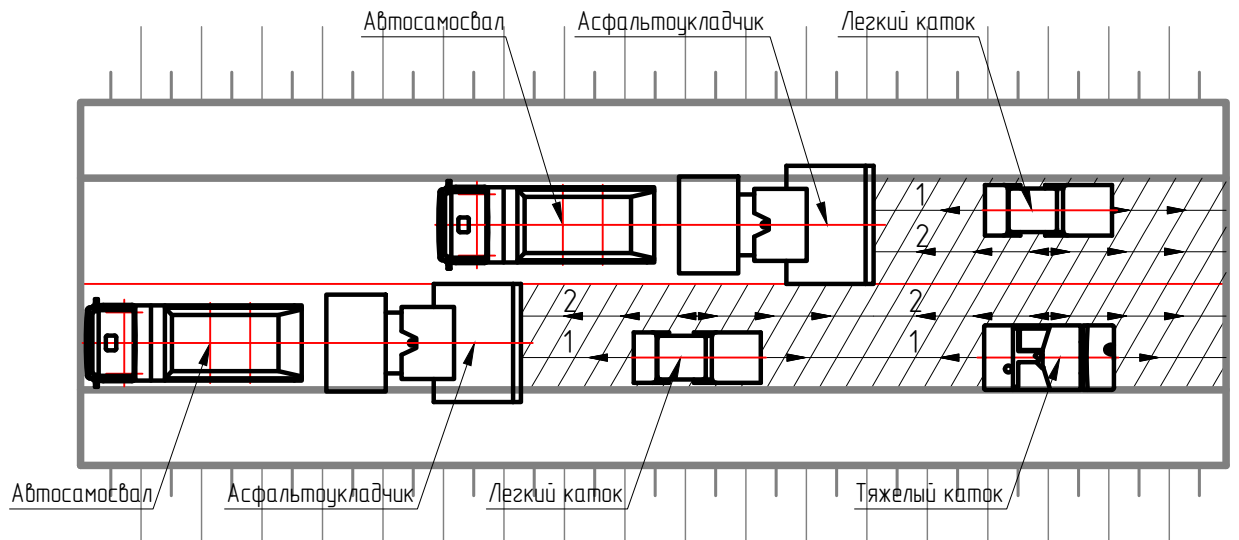 Автосамосвал
Асфальтоукладчик
Легкий каток
1
2
2
2
1
1
Автосамосвал
Асфальтоукладчик
Легкий каток
Тяжелый каток